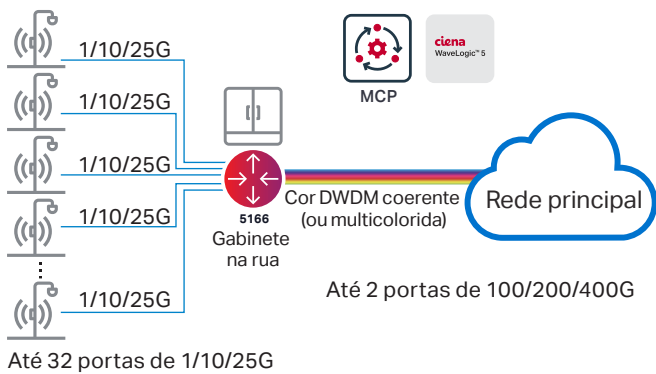 1/10/25G
1/10/25G
1/10/25G
1/10/25G
1/10/25G
Até 32 portas de 1/10/25G
MCP
ciena
WaveLogic™ 5
5166
Gabinete
na rua
Cor DWDM coerente
(ou multicolorida)
Rede principal
Até 2 portas de 100/200/400G